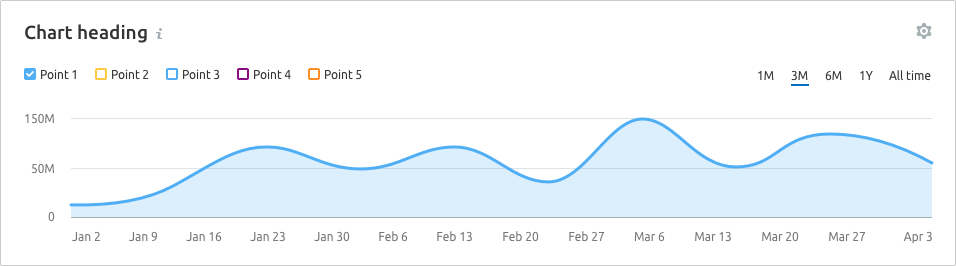 Chart heading i
Point 1 Point 2 Point 3 Point 4 Point 5 1M 3M 6M 1Y All time
150M
50M
0
Jan 2 Jan 9 Jan 16 Jan 23 Jan 30 Feb 6 Feb 13 Feb 20 Feb 27 Mar 6 Mar 13 Mar 20 Mar 27 Apr 3